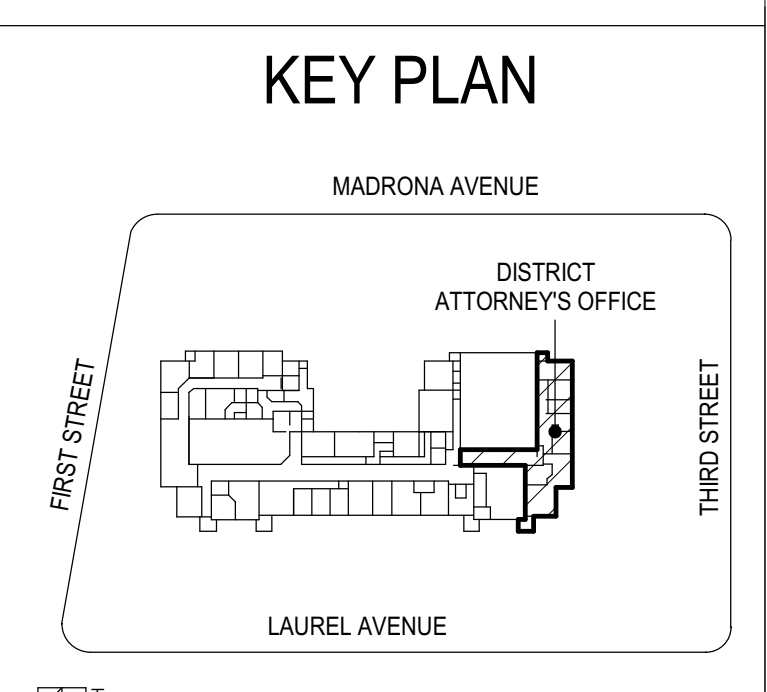 KEY PLAN
MADRONA AVENUE
DISTRICT
ATTORNEY'S OFFICE
FIRST STREET
THIRD STREET
LAUREL AVENUE